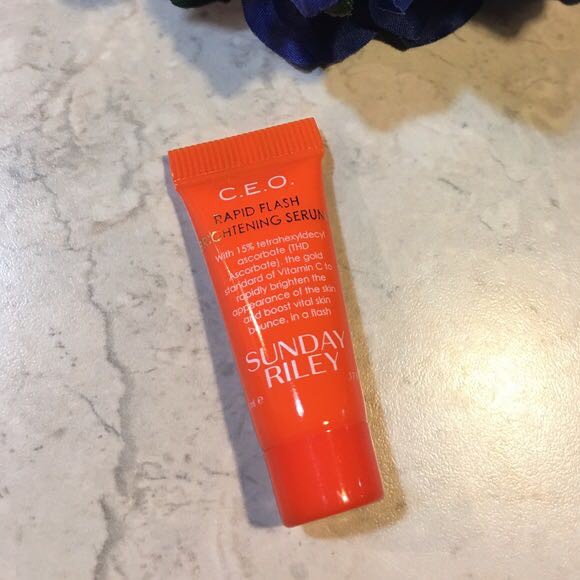 C.E.O.
RAPID FLASH
SERUM
With 15% tetrahexyldecyl
ascorbate (THD
Ascorbate), the gold
standard of Vitamin C to
rapidly brighten the
appearance of the skin
and boost vital skin
bounce, in a flash
SUNDAY
RILEY